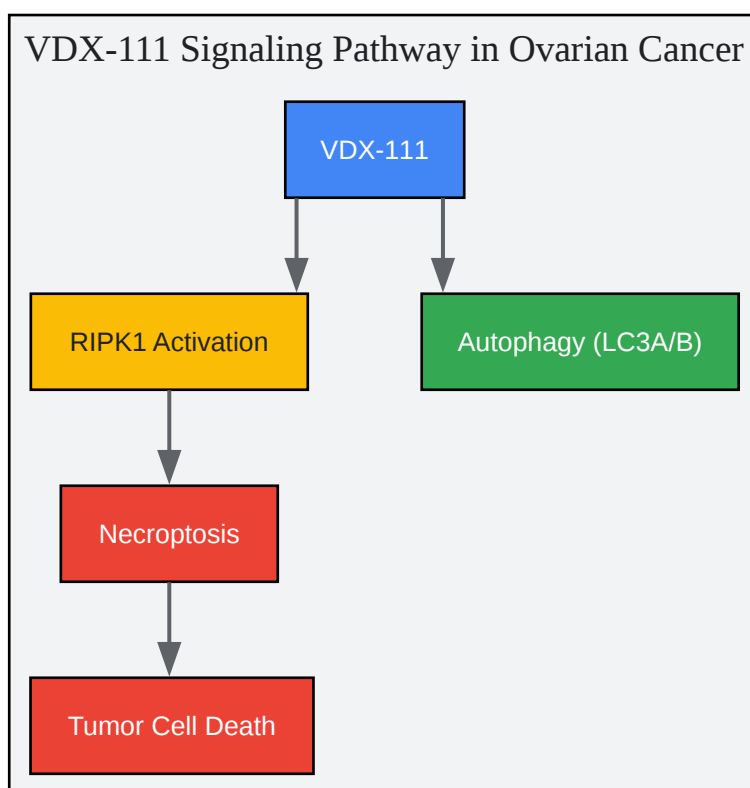 VDX-111 Signaling Pathway in Ovarian Cancer
VDX-111
RIPK1 Activation
Autophagy (LC3A/B)
Necroptosis
Tumor Cell Death